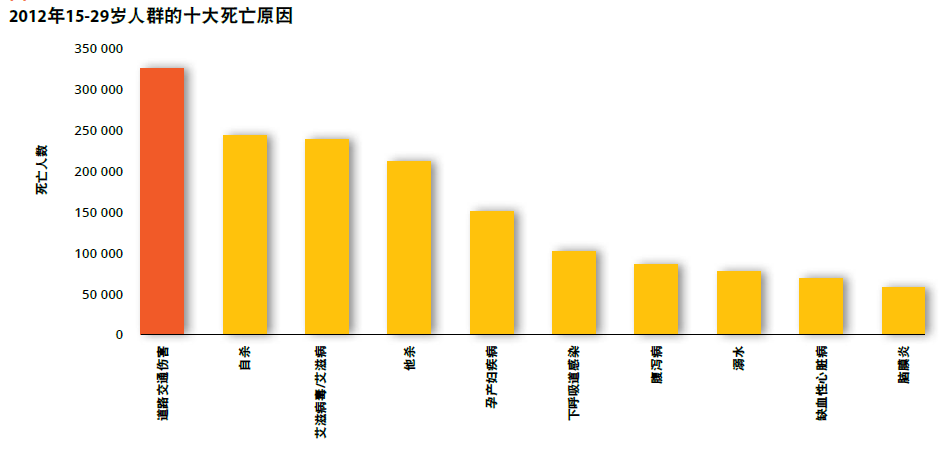 2012年15-29岁人群的十大死亡原因
350 000
300 000
250 000
200 000
150 000
100 000
50 000
0
死亡人数
道路交通伤害
自杀
艾滋病毒/艾滋病
他杀
孕产妇疾病
下呼吸道感染
腹泻病
溺水
缺血性心脏病
脑膜炎